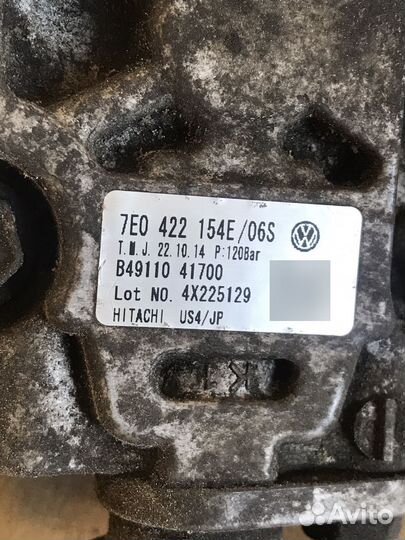 7E0 422 154E/06S
T.M.J. 22.10.14 P:120Bar
B49110 41700
Lot NO. 4X225129
HITACHI US4/JP
Avito